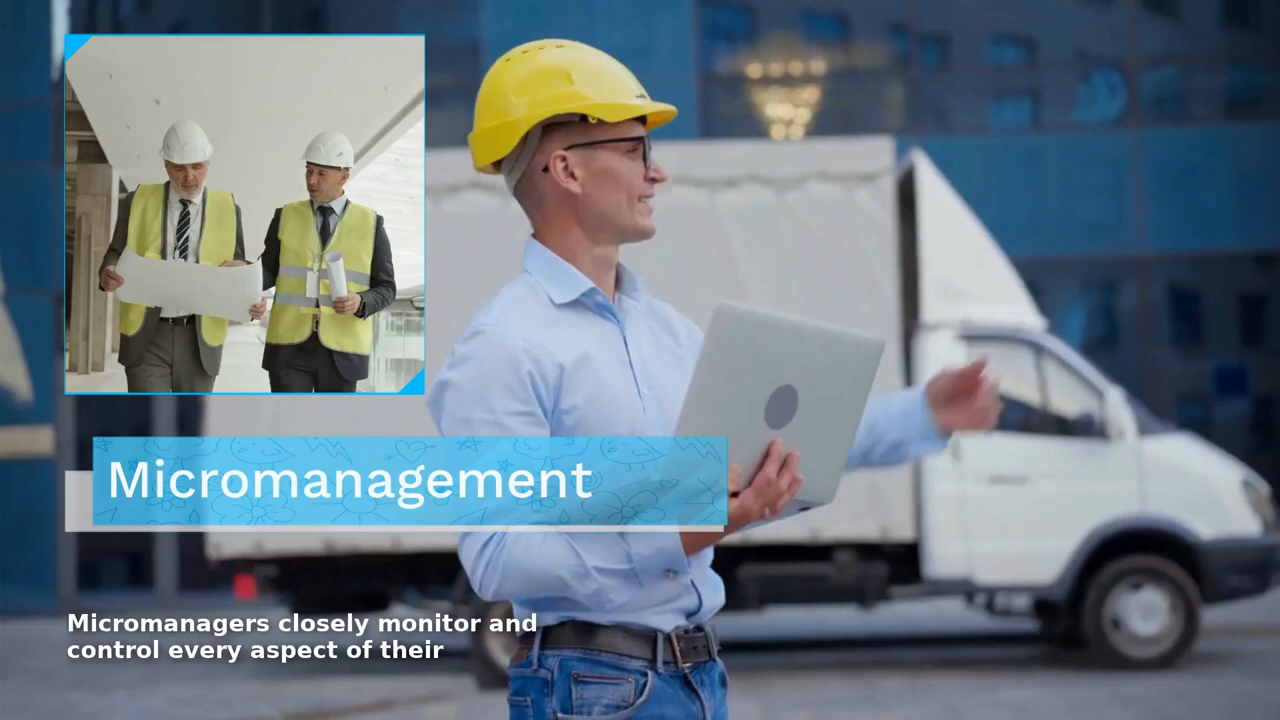 Micromanagement
Micromanagers closely monitor and
control every aspect of their